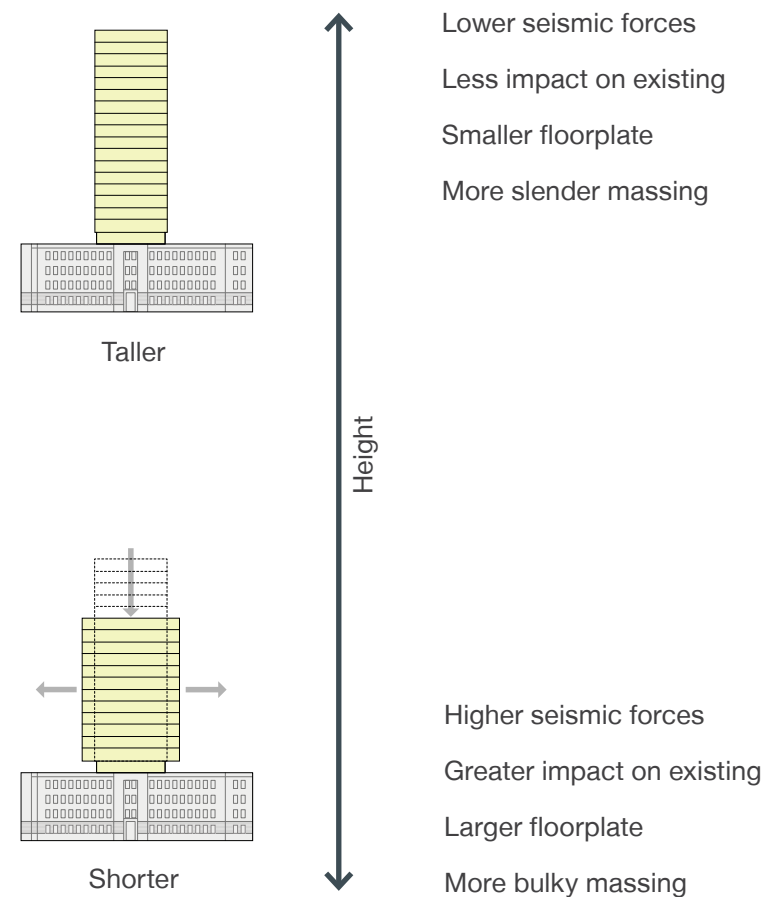 Lower seismic forces
Less impact on existing
Smaller floorplate
More slender massing
Taller
Height
Higher seismic forces
Greater impact on existing
Larger floorplate
More bulky massing
Shorter